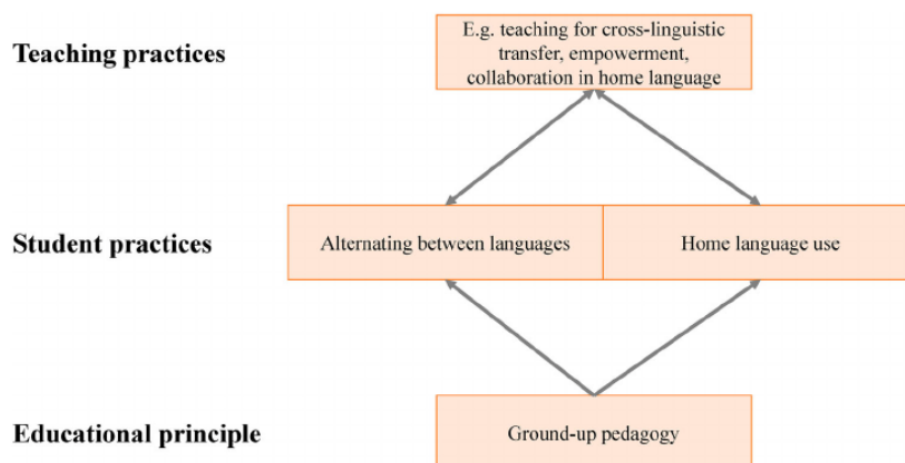 Teaching practices
E.g. teaching for cross-linguistic
transfer, empowerment,
collaboration in home language
Student practices
Alternating between languages
Home language use
Educational principle
Ground-up pedagogy